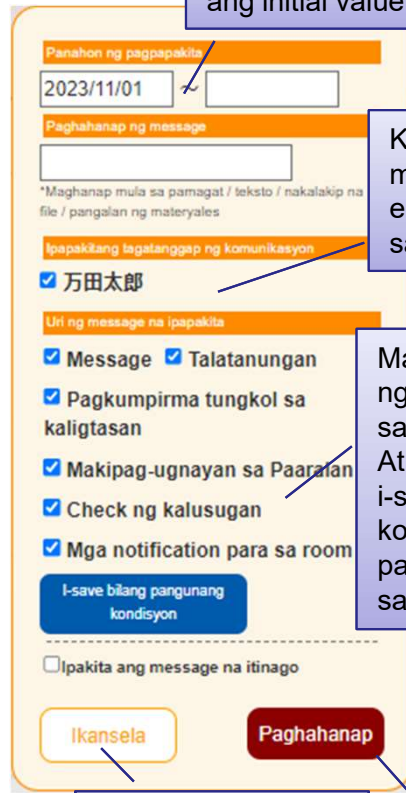 ang initial value
Panahon ng pagpapakita
2023/11/01 ~
Paghahanap ng message
*Maghanap mula sa pamagat / teksto / nakalakip na
file / pangalan ng materyales
Ipapakitang tagatanggap ng komunikasyon
万田太郎
Uri ng message na ipapakita
Message Talatanungan
Pagkumpirma tungkol sa
kaligtasan
Makipag-ugnayan sa Paaralan
Check ng kalusugan
Mga notification para sa room
I-save bilang pangunang
kondisyon
Ipakita ang message na itinago
Ikansela Paghahanap